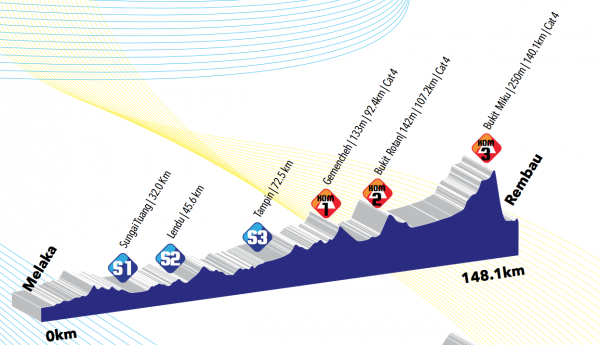 Melaka
0km
SungaiTuang | 32.0 Km
S1
Lendu | 45.6 km
S2
Tampin | 72.5 km
S3
Gemencheh | 133m | 92.4km | Cat 4
KOM
1
Bukit Rotan | 142m | 107.2km | Cat 4
KOM
2
Bukit Miku | 250m | 140.1km | Cat 4
KOM
3
Rembau
148.1km